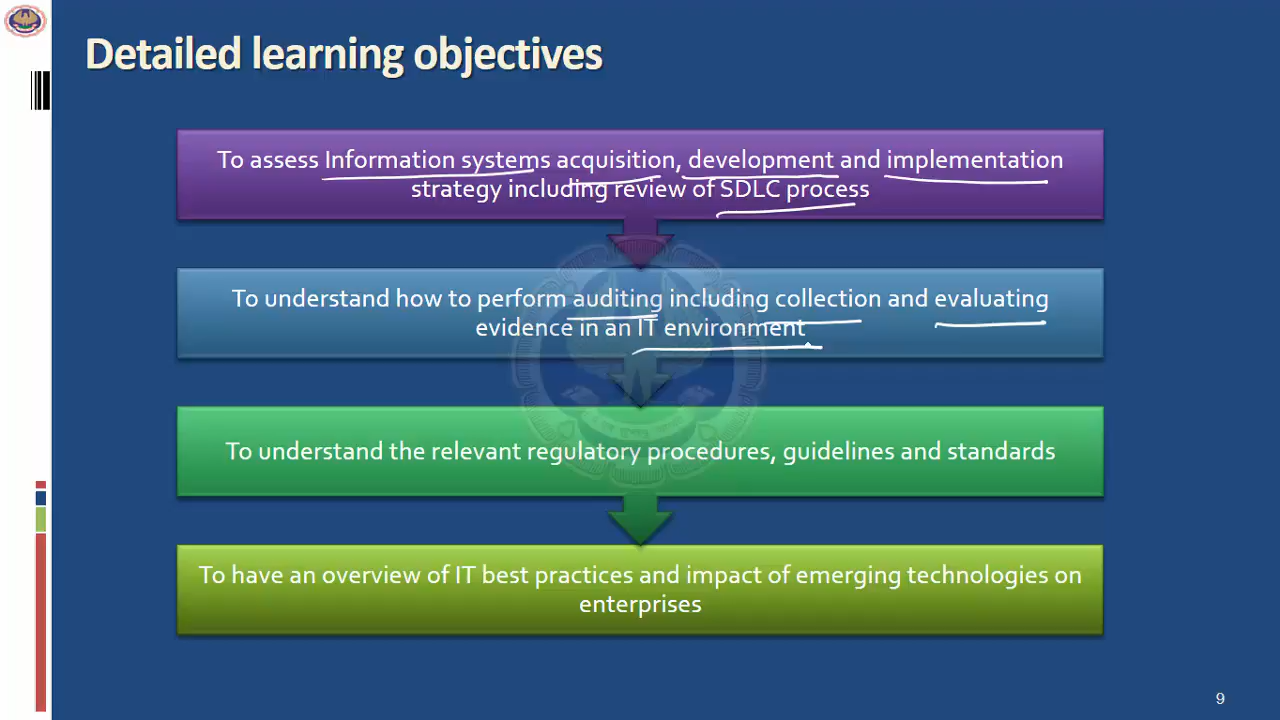 Detailed learning objectives
To assess Information systems acquisition, development and implementation
strategy including review of SDLC process
To understand how to perform auditing including collection and evaluating
evidence in an IT environment
To understand the relevant regulatory procedures, guidelines and standards
To have an overview of IT best practices and impact of emerging technologies on
enterprises
9